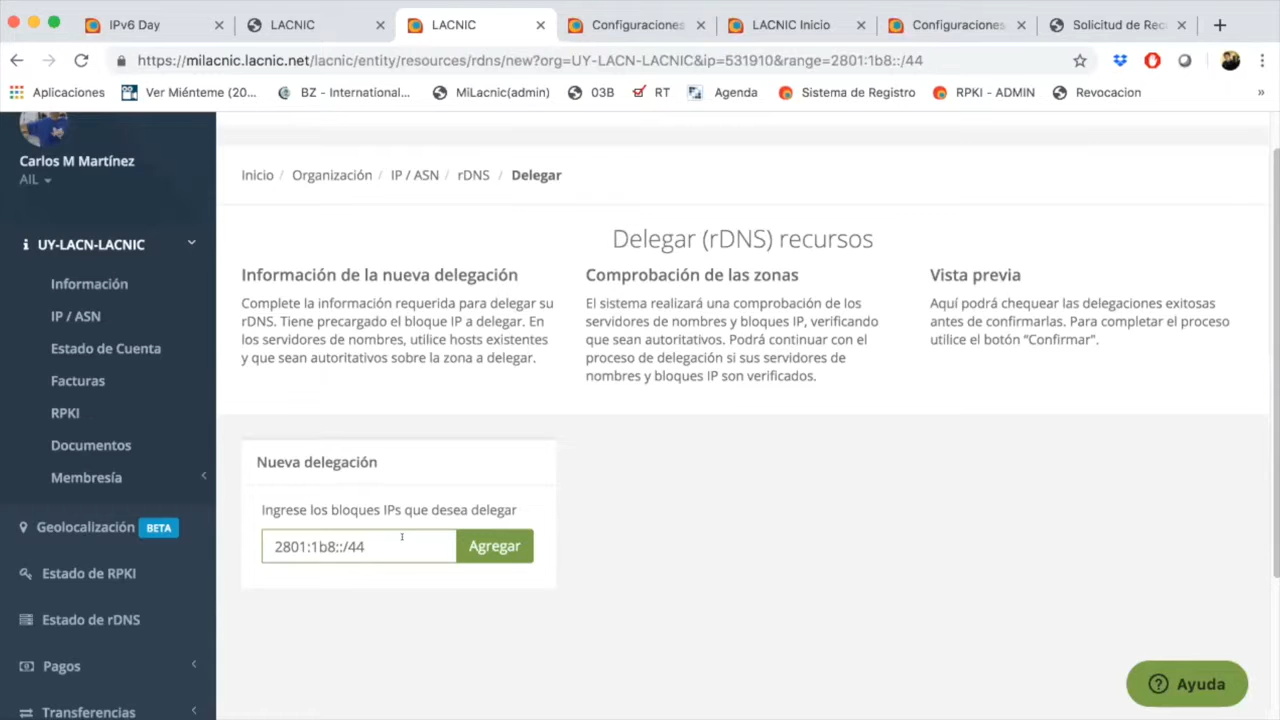 IPv6 Day
LACNIC
LACNIC
Configuraciones
LACNIC Inicio
Configuraciones
Solicitud de Rec
https://milacnic.lacnic.net/lacnic/entity/resources/rdns/new?org=UY-LACN-LACNIC&ip=531910&range=2801:1b8::/44
Aplicaciones
Ver Miénteme (20...
BZ - International...
MiLacnic(admin)
03B
RT
Agenda
Sistema de Registro
RPKI - ADMIN
Revocacion
»
Carlos M Martínez
AIL
UY-LACN-LACNIC
Información
IP / ASN
Estado de Cuenta
Facturas
RPKI
Documentos
Membresía
Geolocalización BETA
Estado de RPKI
Estado de rDNS
Pagos
Transferencias
Inicio / Organización / IP / ASN / rDNS / Delegar
Delegar (rDNS) recursos
Información de la nueva delegación
Complete la información requerida para delegar su
rDNS. Tiene precargado el bloque IP a delegar. En
los servidores de nombres, utilice hosts existentes
y que sean autoritativos sobre la zona a delegar.
Comprobación de las zonas
El sistema realizará una comprobación de los
servidores de nombres y bloques IP, verificando
que sean autoritativos. Podrá continuar con el
proceso de delegación si sus servidores de
nombres y bloques IP son verificados.
Vista previa
Aquí podrá chequear las delegaciones exitosas
antes de confirmarlas. Para completar el proceso
utilice el botón “Confirmar”.
Nueva delegación
Ingrese los bloques IPs que desea delegar
2801:1b8::/44
Agregar
Ayuda